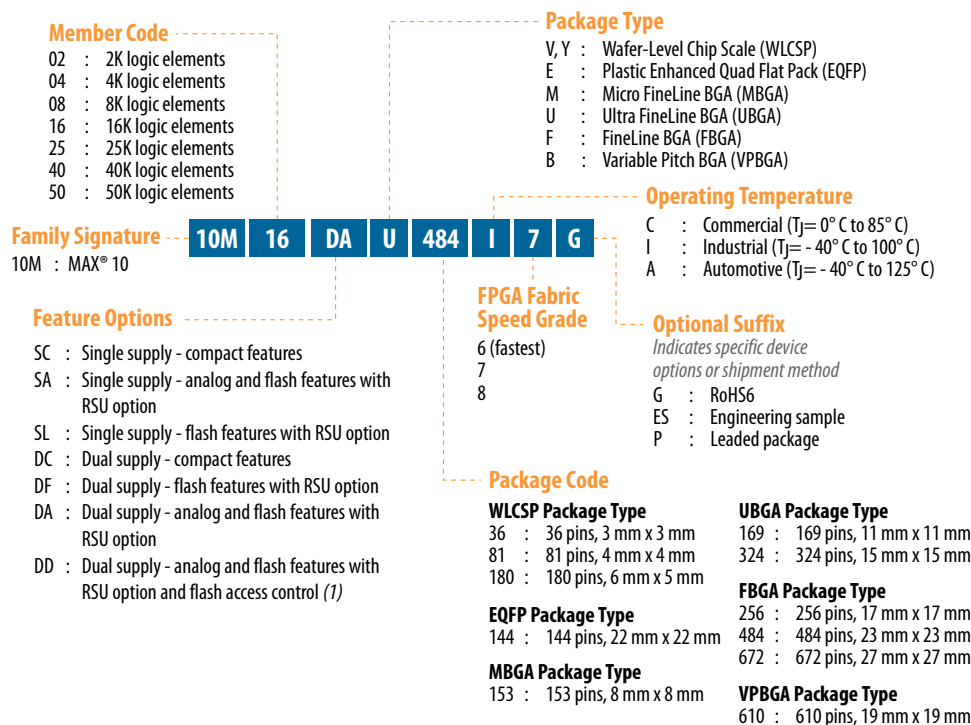 Member Code
02 : 2K logic elements
04 : 4K logic elements
08 : 8K logic elements
16 : 16K logic elements
25 : 25K logic elements
40 : 40K logic elements
50 : 50K logic elements
Package Type
V, Y : Wafer-Level Chip Scale (WLCSP)
E : Plastic Enhanced Quad Flat Pack (EQFP)
M : Micro FineLine BGA (MBGA)
U : Ultra FineLine BGA (UBGA)
F : FineLine BGA (FBGA)
B : Variable Pitch BGA (VPBGA)
Operating Temperature
C : Commercial (TJ= 0° C to 85° C)
I : Industrial (TJ= - 40° C to 100° C)
A : Automotive (TJ= - 40° C to 125° C)
Family Signature
10M : MAX® 10
10M 16 DA U 484 I 7 G
Feature Options
SC : Single supply - compact features
SA : Single supply - analog and flash features with
RSU option
SL : Single supply - flash features with RSU option
DC : Dual supply - compact features
DF : Dual supply - flash features with RSU option
DA : Dual supply - analog and flash features with
RSU option
DD : Dual supply - analog and flash features with
RSU option and flash access control (1)
FPGA Fabric
Speed Grade
6 (fastest)
7
8
Optional Suffix
Indicates specific device
options or shipment method
G : RoHS6
ES : Engineering sample
P : Leaded package
Package Code
WLCSP Package Type
36 : 36 pins, 3 mm x 3 mm
81 : 81 pins, 4 mm x 4 mm
180 : 180 pins, 6 mm x 5 mm
EQFP Package Type
144 : 144 pins, 22 mm x 22 mm
MBGA Package Type
153 : 153 pins, 8 mm x 8 mm
UBGA Package Type
169 : 169 pins, 11 mm x 11 mm
324 : 324 pins, 15 mm x 15 mm
FBGA Package Type
256 : 256 pins, 17 mm x 17 mm
484 : 484 pins, 23 mm x 23 mm
672 : 672 pins, 27 mm x 27 mm
VPBGA Package Type
610 : 610 pins, 19 mm x 19 mm